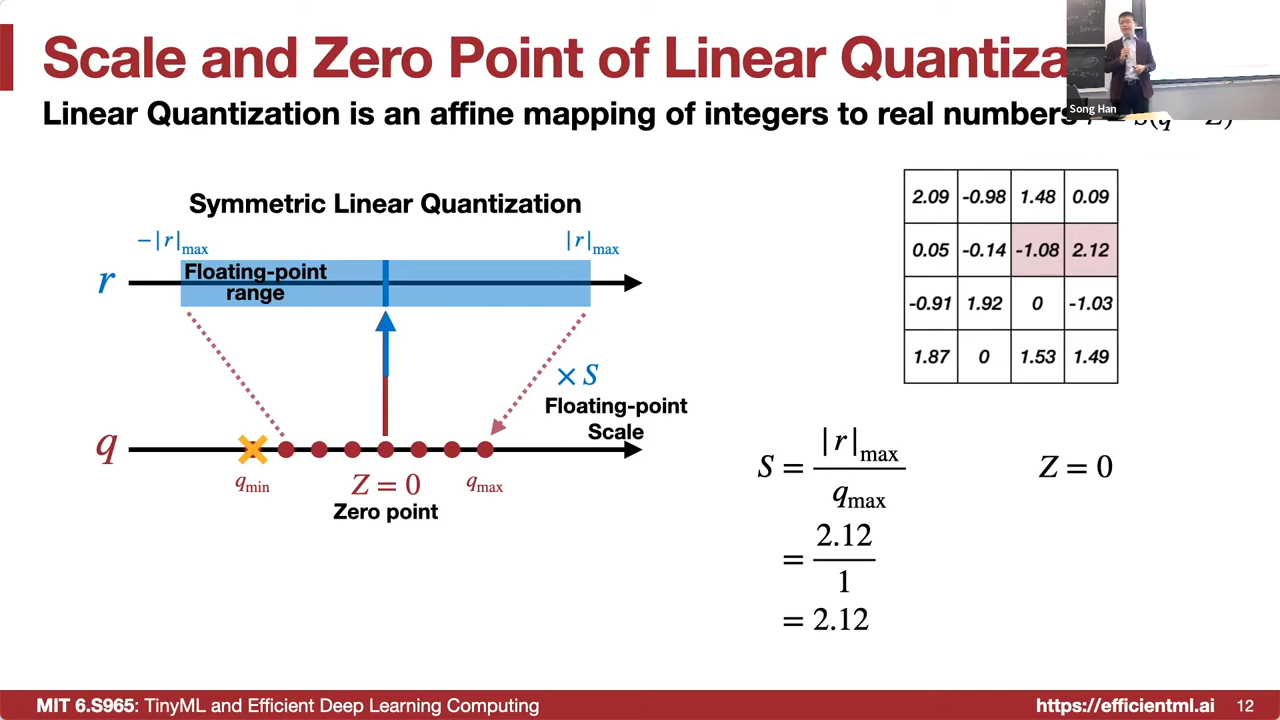 Scale and Zero Point of Linear Quantiza
Linear Quantization is an affine mapping of integers to real numbers
Song Han
Symmetric Linear Quantization
−|r|max
|r|max
r
Floating-point
range
× S
Floating-point
Scale
q
qmin
Z = 0
qmax
Zero point
2.09 -0.98 1.48 0.09
0.05 -0.14 -1.08 2.12
-0.91 1.92 0 -1.03
1.87 0 1.53 1.49
S = |r|max / qmax
Z = 0
= 2.12 / 1
= 2.12
MIT 6.S965: TinyML and Efficient Deep Learning Computing
https://efficientml.ai
12